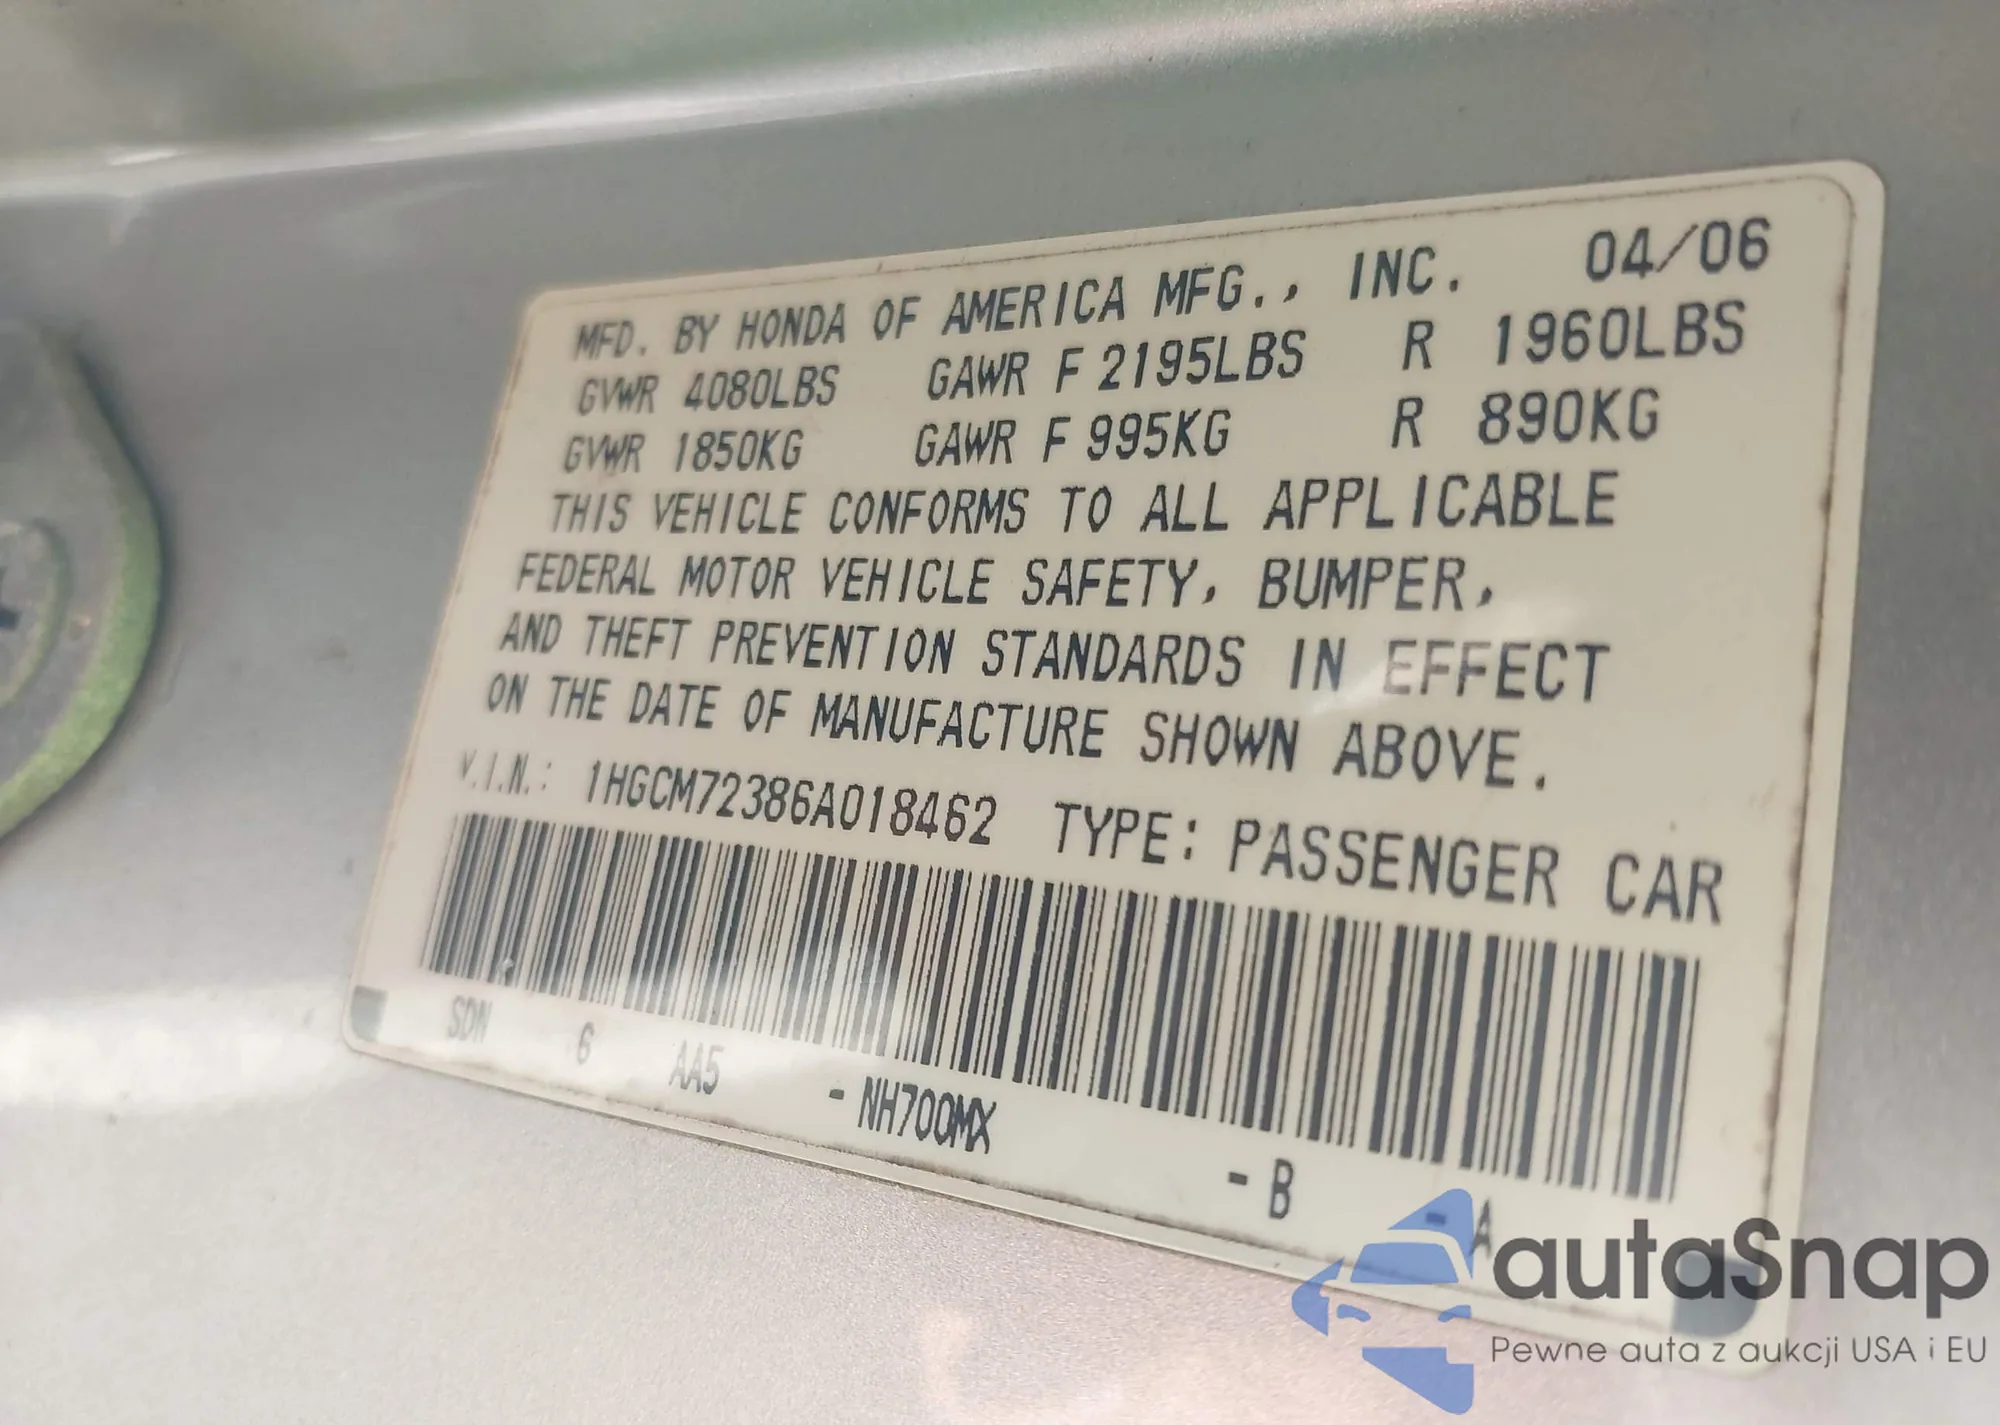 MFD. BY HONDA OF AMERICA MFG., INC. 04/06
GVWR 4080LBS GAWR F 2195LBS R 1960LBS
GVWR 1850KG GAWR F 995KG R 890KG
THIS VEHICLE CONFORMS TO ALL APPLICABLE
FEDERAL MOTOR VEHICLE SAFETY, BUMPER,
AND THEFT PREVENTION STANDARDS IN EFFECT
ON THE DATE OF MANUFACTURE SHOWN ABOVE.
V.I.N.: 1HGCM72386A018462 TYPE: PASSENGER CAR
SDN 6 AA5 - NH700MX - B - A
autaSnap
Pewne auta z aukcji USA i EU